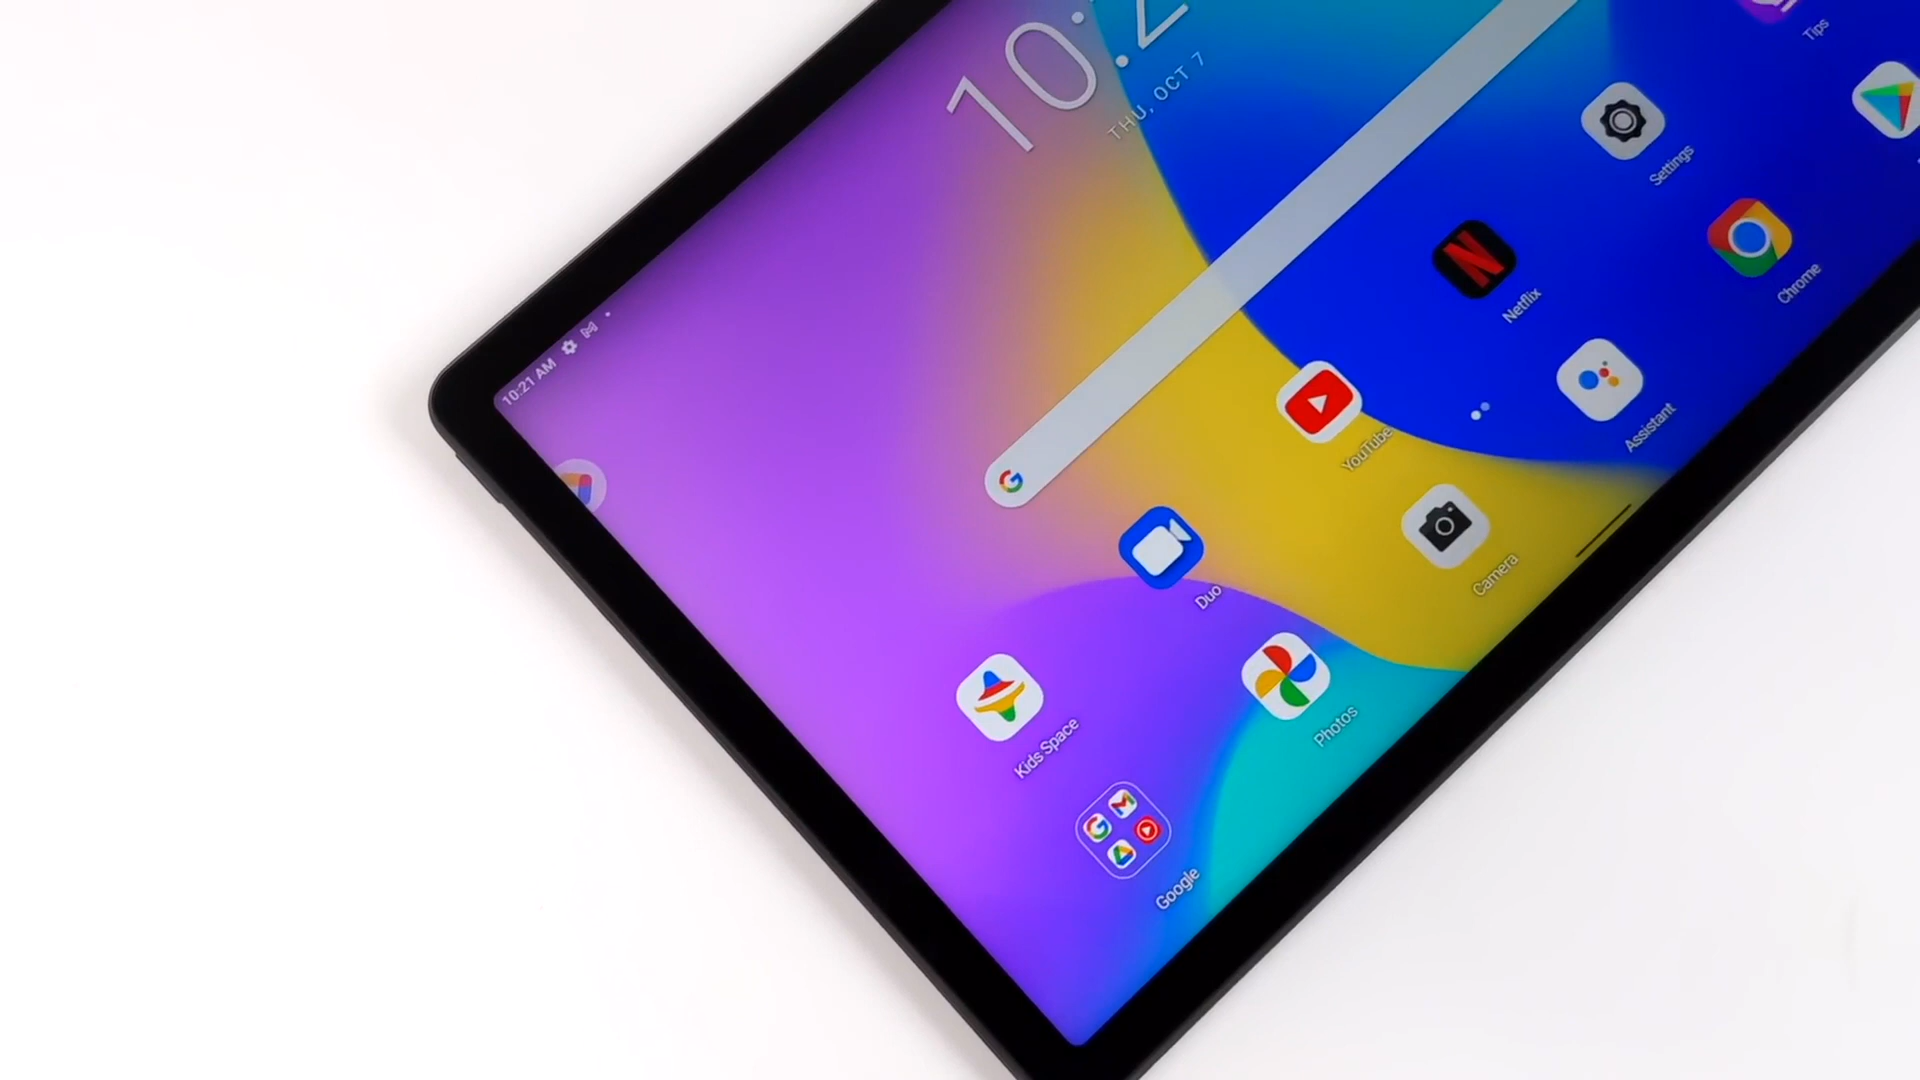 10:21 AM
10:2
THU, OCT 7
Tips
Settings
Netflix
Chrome
YouTube
Assistant
Duo
Camera
Kids Space
Photos
Google